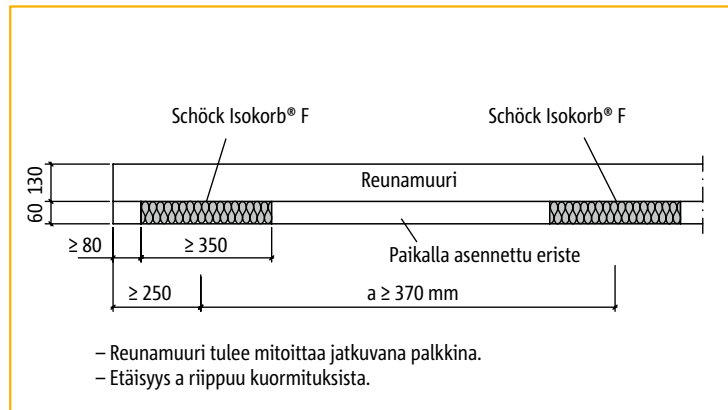 Schöck Isokorb® F
Schöck Isokorb® F
130
Reunamuuri
60
≥ 80
≥ 350
Paikalla asennettu eriste
≥ 250
a ≥ 370 mm
– Reunamuuri tulee mitoittaa jatkuvana palkkina.
– Etäisyys a riippuu kuormituksista.